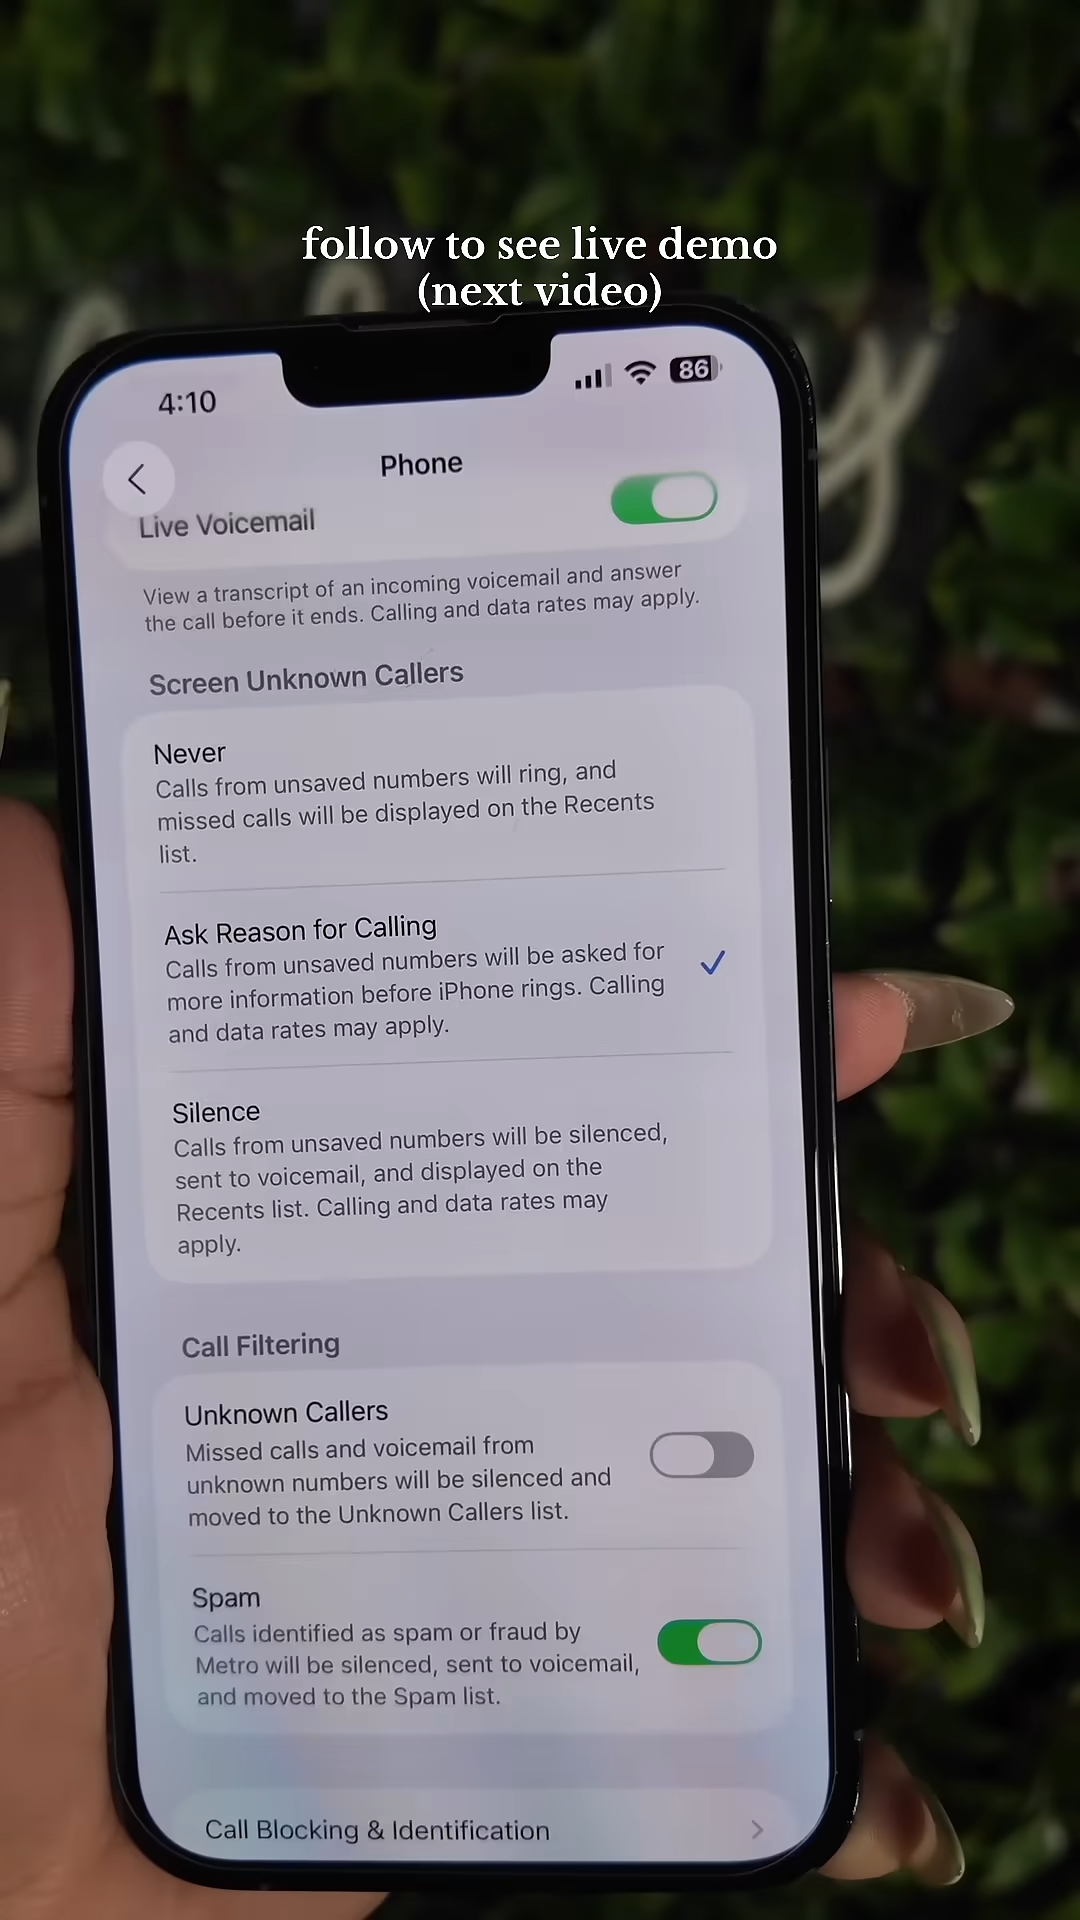 follow to see live demo
(next video)
4:10
86
Phone
Live Voicemail
View a transcript of an incoming voicemail and answer
the call before it ends. Calling and data rates may apply.
Screen Unknown Callers
Never
Calls from unsaved numbers will ring, and
missed calls will be displayed on the Recents
list.
Ask Reason for Calling
Calls from unsaved numbers will be asked for
more information before iPhone rings. Calling
and data rates may apply.
Silence
Calls from unsaved numbers will be silenced,
sent to voicemail, and displayed on the
Recents list. Calling and data rates may
apply.
Call Filtering
Unknown Callers
Missed calls and voicemail from
unknown numbers will be silenced and
moved to the Unknown Callers list.
Spam
Calls identified as spam or fraud by
Metro will be silenced, sent to voicemail,
and moved to the Spam list.
Call Blocking & Identification